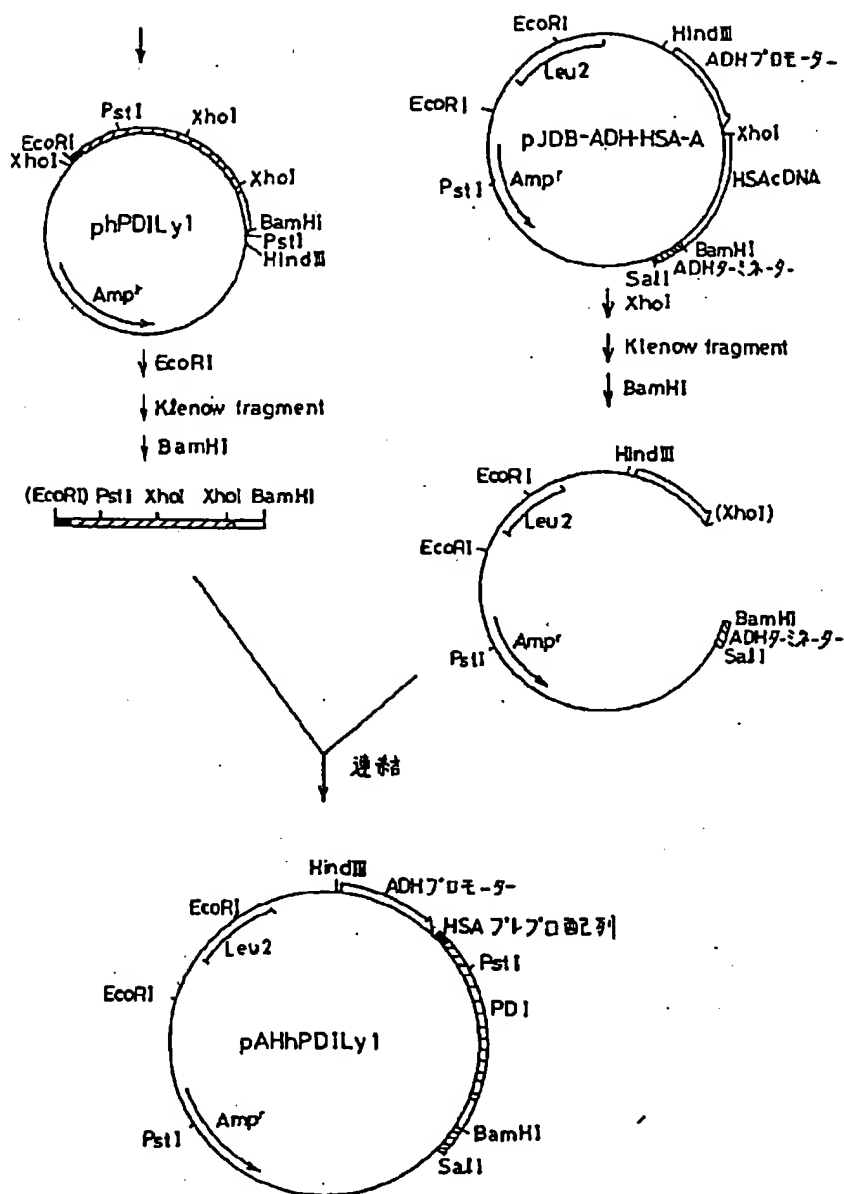 PstI
XhoI
EcoRI
XhoI
XhoI
phPDILy1
BamHI
PstI
HindIII
Ampʳ
EcoRI
Klenow fragment
BamHI
(EcoRI) PstI XhoI XhoI BamHI
EcoRI
HindIII
ADHプロモーター
Leu2
EcoRI
pJDB-ADH-HSA-A
XhoI
HSAcDNA
PstI
Ampʳ
BamHI
ADHターミネーター
SalI
XhoI
Klenow fragment
BamHI
HindIII
EcoRI
Leu2
(XhoI)
EcoRI
BamHI
ADHターミネーター
SalI
Ampʳ
PstI
連結
HindIII
ADHプロモーター
EcoRI
HSAプレプロ配列
Leu2
PstI
EcoRI
PDI
pAHhPDILy1
Ampʳ
PstI
BamHI
SalI